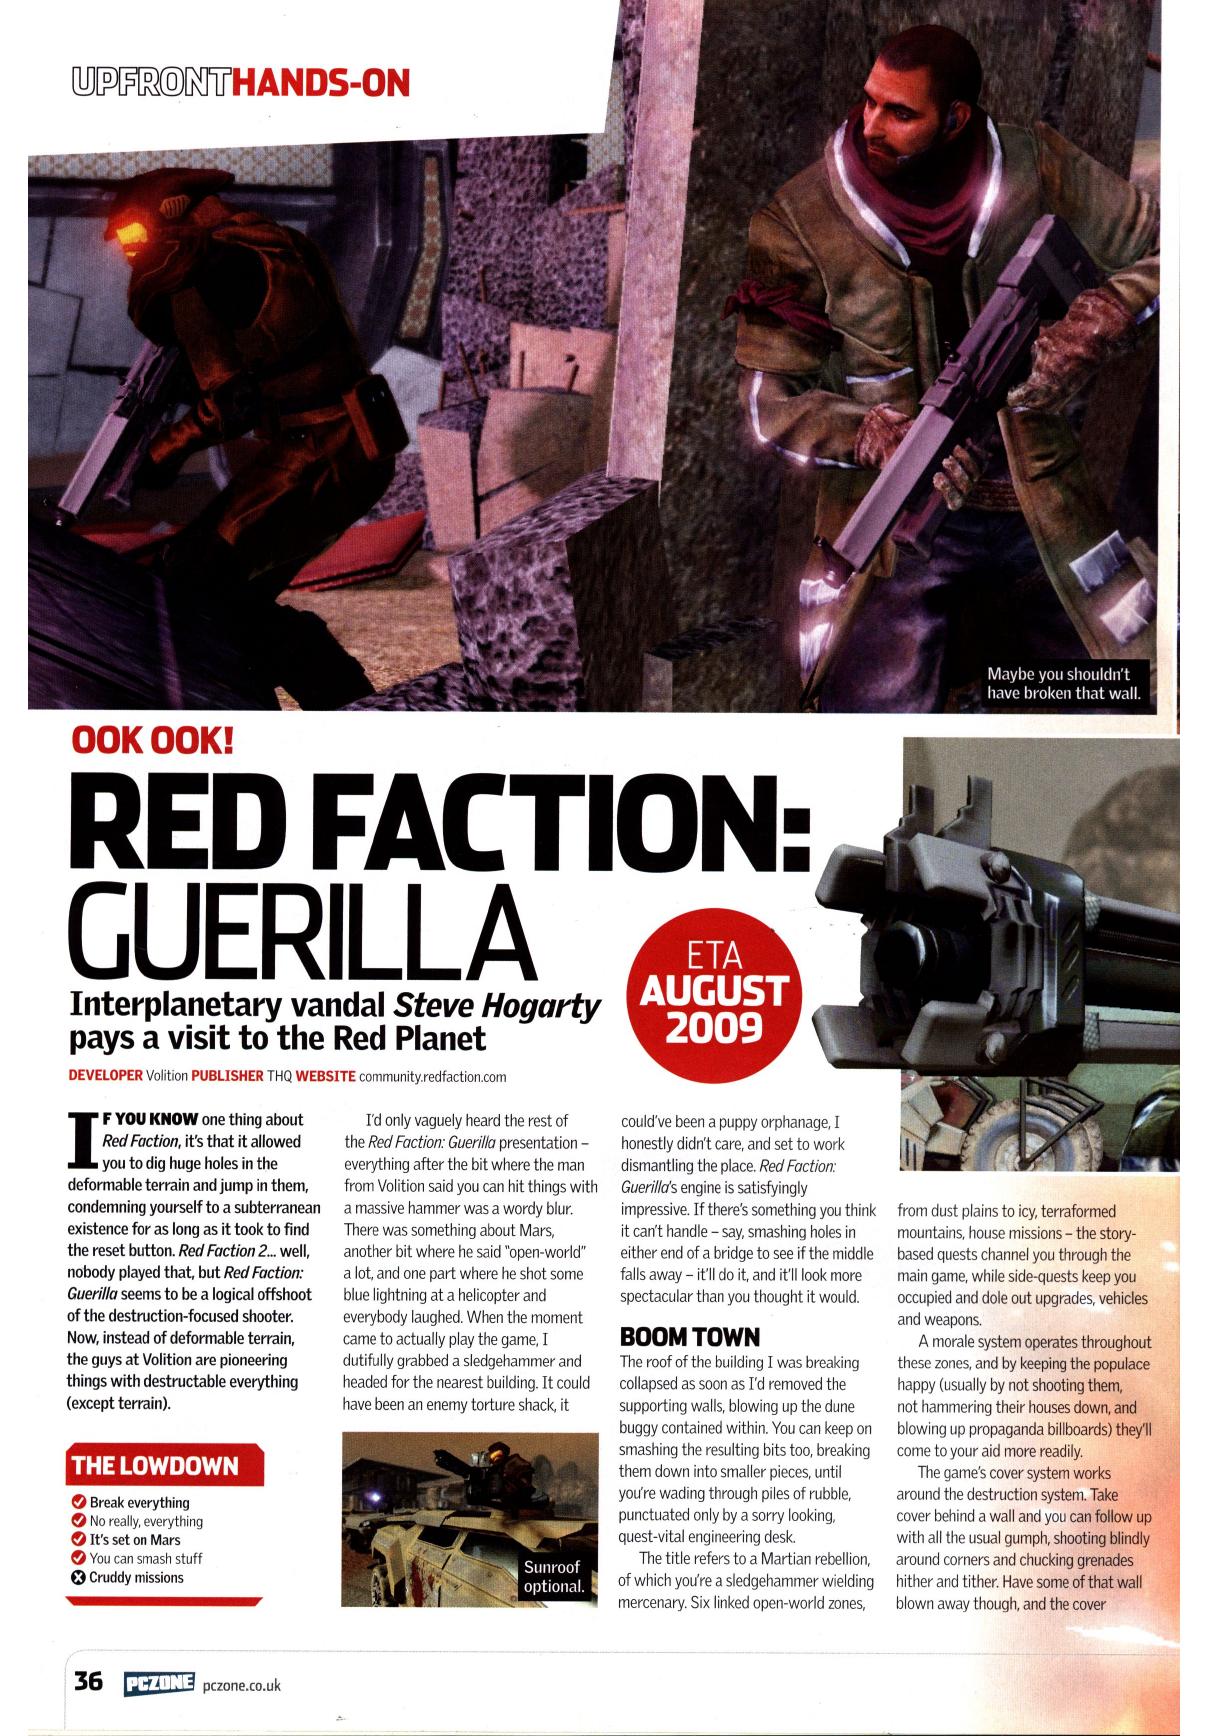 UPFRONTHANDS-ON
Maybe you shouldn't
have broken that wall.
OOK OOK!
RED FACTION:
GUERILLA
Interplanetary vandal Steve Hogarty
pays a visit to the Red Planet
ETA
AUGUST
2009
DEVELOPER Volition PUBLISHER THQ WEBSITE community.redfaction.com
IF YOU KNOW one thing about
Red Faction, it's that it allowed
you to dig huge holes in the
deformable terrain and jump in them,
condemning yourself to a subterranean
existence for as long as it took to find
the reset button. Red Faction 2... well,
nobody played that, but Red Faction:
Guerilla seems to be a logical offshoot
of the destruction-focused shooter.
Now, instead of deformable terrain,
the guys at Volition are pioneering
things with destructable everything
(except terrain).
THE LOWDOWN
Break everything
No really, everything
It's set on Mars
You can smash stuff
Cruddy missions
I'd only vaguely heard the rest of
the Red Faction: Guerilla presentation –
everything after the bit where the man
from Volition said you can hit things with
a massive hammer was a wordy blur.
There was something about Mars,
another bit where he said "open-world"
a lot, and one part where he shot some
blue lightning at a helicopter and
everybody laughed. When the moment
came to actually play the game, I
dutifully grabbed a sledgehammer and
headed for the nearest building. It could
have been an enemy torture shack, it
Sunroof
optional.
could've been a puppy orphanage, I
honestly didn't care, and set to work
dismantling the place. Red Faction:
Guerilla's engine is satisfyingly
impressive. If there's something you think
it can't handle – say, smashing holes in
either end of a bridge to see if the middle
falls away – it'll do it, and it'll look more
spectacular than you thought it would.
BOOM TOWN
The roof of the building I was breaking
collapsed as soon as I'd removed the
supporting walls, blowing up the dune
buggy contained within. You can keep on
smashing the resulting bits too, breaking
them down into smaller pieces, until
you're wading through piles of rubble,
punctuated only by a sorry looking,
quest-vital engineering desk.
The title refers to a Martian rebellion,
of which you're a sledgehammer wielding
mercenary. Six linked open-world zones,
from dust plains to icy, terraformed
mountains, house missions – the story-
based quests channel you through the
main game, while side-quests keep you
occupied and dole out upgrades, vehicles
and weapons.
A morale system operates throughout
these zones, and by keeping the populace
happy (usually by not shooting them,
not hammering their houses down, and
blowing up propaganda billboards) they'll
come to your aid more readily.
The game's cover system works
around the destruction system. Take
cover behind a wall and you can follow up
with all the usual gumph, shooting blindly
around corners and chucking grenades
hither and tither. Have some of that wall
blown away though, and the cover
36 PCZONE pczone.co.uk